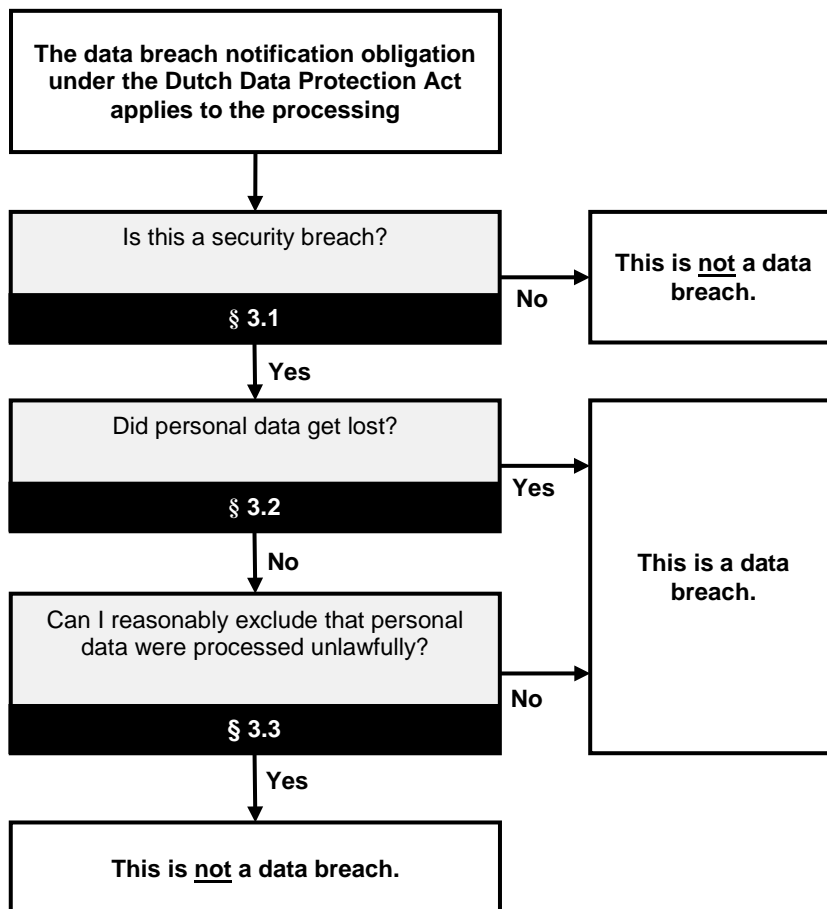 The data breach notification obligation
under the Dutch Data Protection Act
applies to the processing
Is this a security breach?
§ 3.1
No
This is not a data
breach.
Yes
Did personal data get lost?
§ 3.2
Yes
This is a data
breach.
No
Can I reasonably exclude that personal
data were processed unlawfully?
§ 3.3
No
Yes
This is not a data breach.